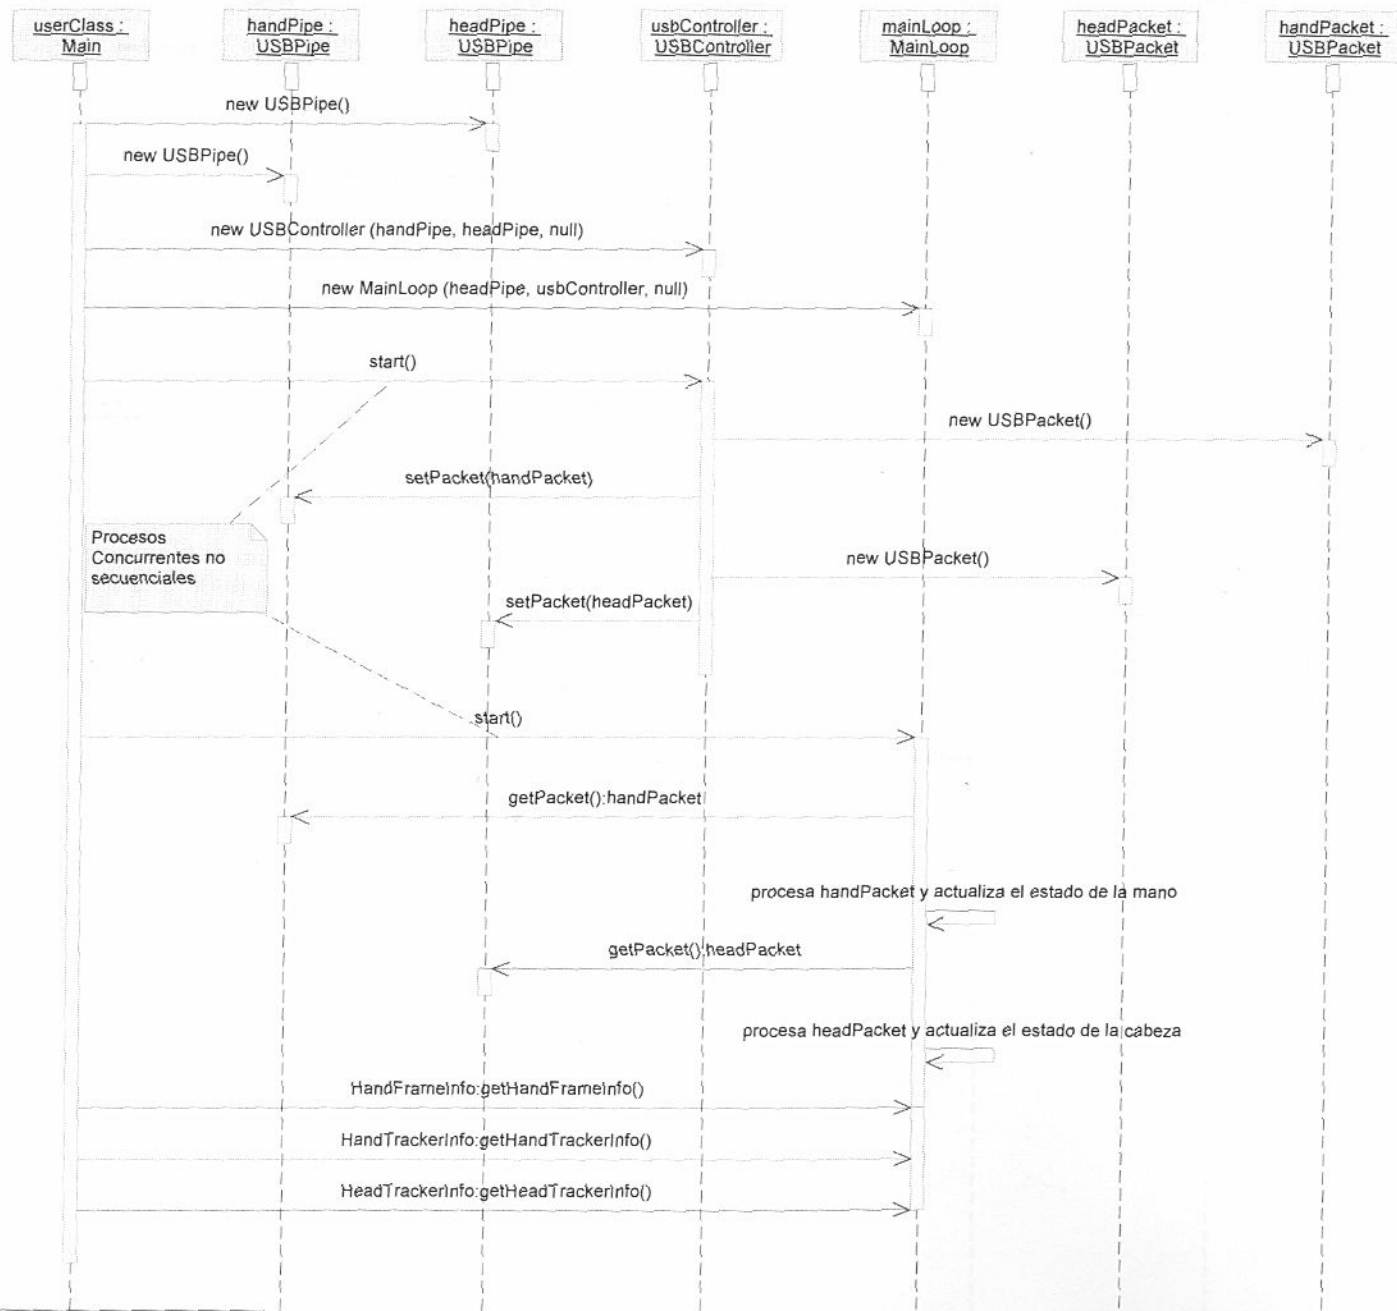 userClass :
Main
handPipe :
USBPipe
headPipe :
USBPipe
usbController :
USBController
mainLoop :
MainLoop
headPacket :
USBPacket
handPacket :
USBPacket
new USBPipe()
new USBPipe()
new USBController (handPipe, headPipe, null)
new MainLoop (headPipe, usbController, null)
start()
new USBPacket()
setPacket(handPacket)
Procesos
Concurrentes no
secuenciales
new USBPacket()
setPacket(headPacket)
start()
getPacket():handPacket
procesa handPacket y actualiza el estado de la mano
getPacket():headPacket
procesa headPacket y actualiza el estado de la cabeza
HandFrameInfo:getHandFrameInfo()
HandTrackerInfo:getHandTrackerInfo()
HeadTrackerInfo:getHeadTrackerInfo()